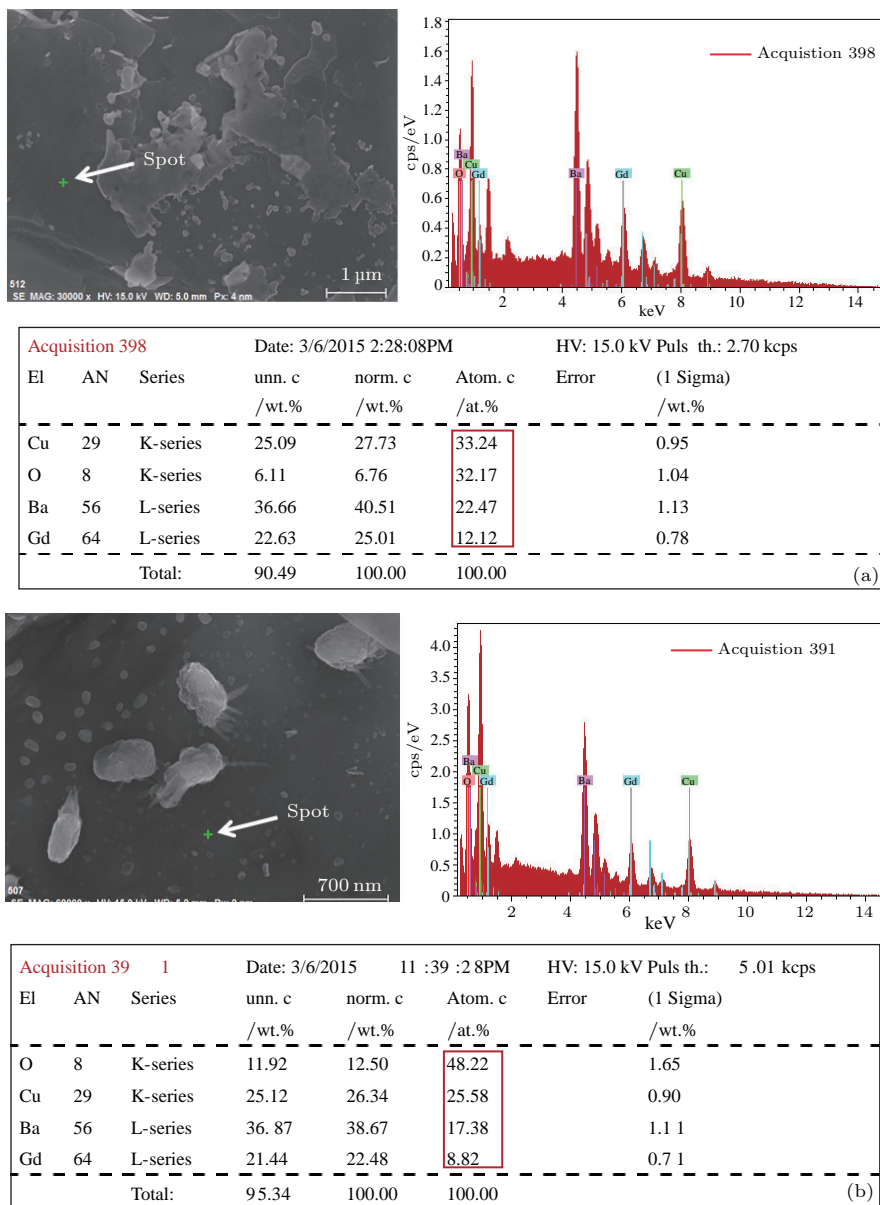 Spot
1 µm
512
SE MAG: 30000 x HV: 15.0 kV WD: 5.0 mm Px: 4 nm
cps/eV
1.8
1.6
1.4
1.2
1.0
0.8
0.6
0.4
0.2
0
Acquistion 398
Ba
Cu
O Gd
Ba Gd Cu
2 4 6 8 10 12 14
keV
Acquisition 398 Date: 3/6/2015 2:28:08PM HV: 15.0 kV Puls th.: 2.70 kcps
El AN Series unn. c norm. c Atom. c Error (1 Sigma)
/wt.% /wt.% /at.% /wt.%
Cu 29 K-series 25.09 27.73 33.24 0.95
O 8 K-series 6.11 6.76 32.17 1.04
Ba 56 L-series 36.66 40.51 22.47 1.13
Gd 64 L-series 22.63 25.01 12.12 0.78
Total: 90.49 100.00 100.00
(a)
Spot
700 nm
507
cps/eV
4.0
3.5
3.0
2.5
2.0
1.5
1.0
0.5
0
Acquistion 391
Ba
Cu
O Gd
Ba Gd Cu
2 4 6 8 10 12 14
keV
Acquisition 39 1 Date: 3/6/2015 11 :39 :2 8PM HV: 15.0 kV Puls th.: 5 .01 kcps
El AN Series unn. c norm. c Atom. c Error (1 Sigma)
/wt.% /wt.% /at.% /wt.%
O 8 K-series 11.92 12.50 48.22 1.65
Cu 29 K-series 25.12 26.34 25.58 0.90
Ba 56 L-series 36. 87 38.67 17.38 1.1 1
Gd 64 L-series 21.44 22.48 8.82 0.7 1
Total: 95.34 100.00 100.00
(b)